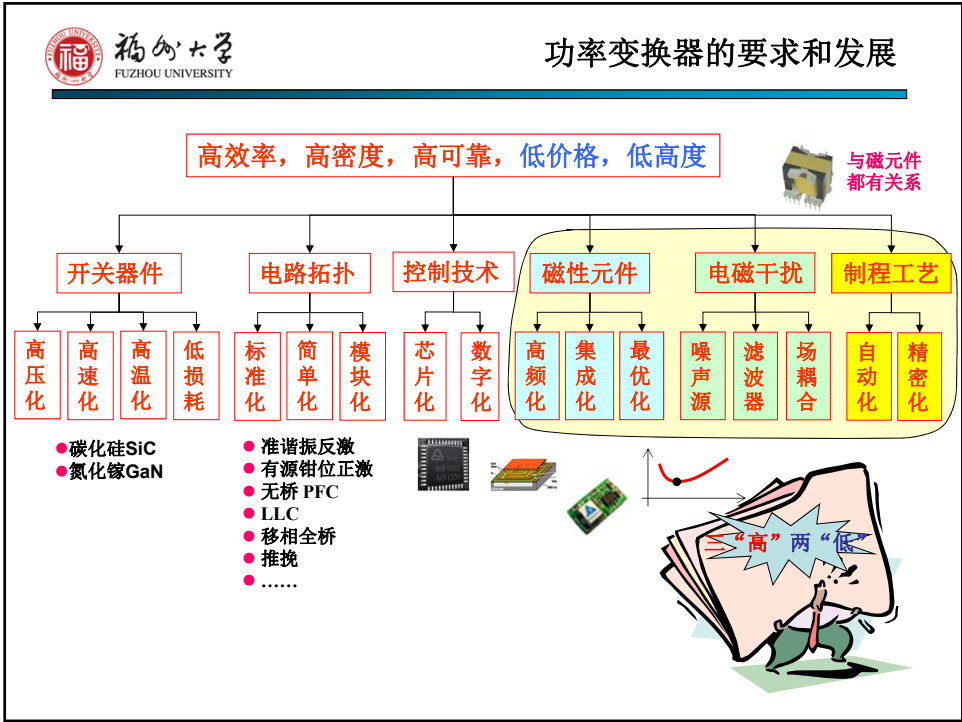 福州大学
FUZHOU UNIVERSITY
功率变换器的要求和发展
高效率，高密度，高可靠，低价格，低高度
与磁元件
都有关系
开关器件
电路拓扑
控制技术
磁性元件
电磁干扰
制程工艺
高压化
高速化
高温化
低损耗
标准化
简单化
模块化
芯片化
数字化
高频化
集成化
最优化
噪声源
滤波器
场耦合
自动化
精密化
●碳化硅SiC
●氮化镓GaN
● 准谐振反激
● 有源钳位正激
● 无桥 PFC
● LLC
● 移相全桥
● 推挽
● ……
三“高”两“低”